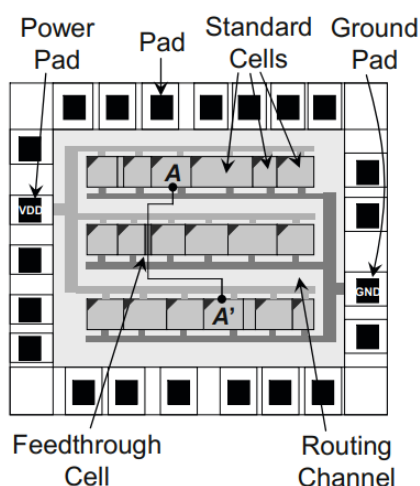 Power
Pad
Pad
Standard
Cells
Ground
Pad
A
VDD
GND
A'
Feedthrough
Cell
Routing
Channel